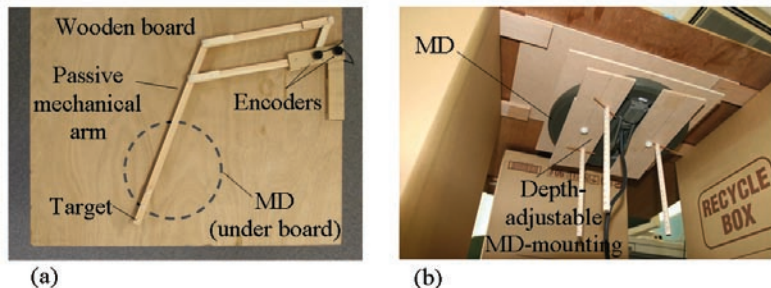 Wooden board
Passive
mechanical
arm
Encoders
Target
MD
(under board)
(a)
MD
Depth-
adjustable
MD-mounting
RECYCLE
BOX
(b)